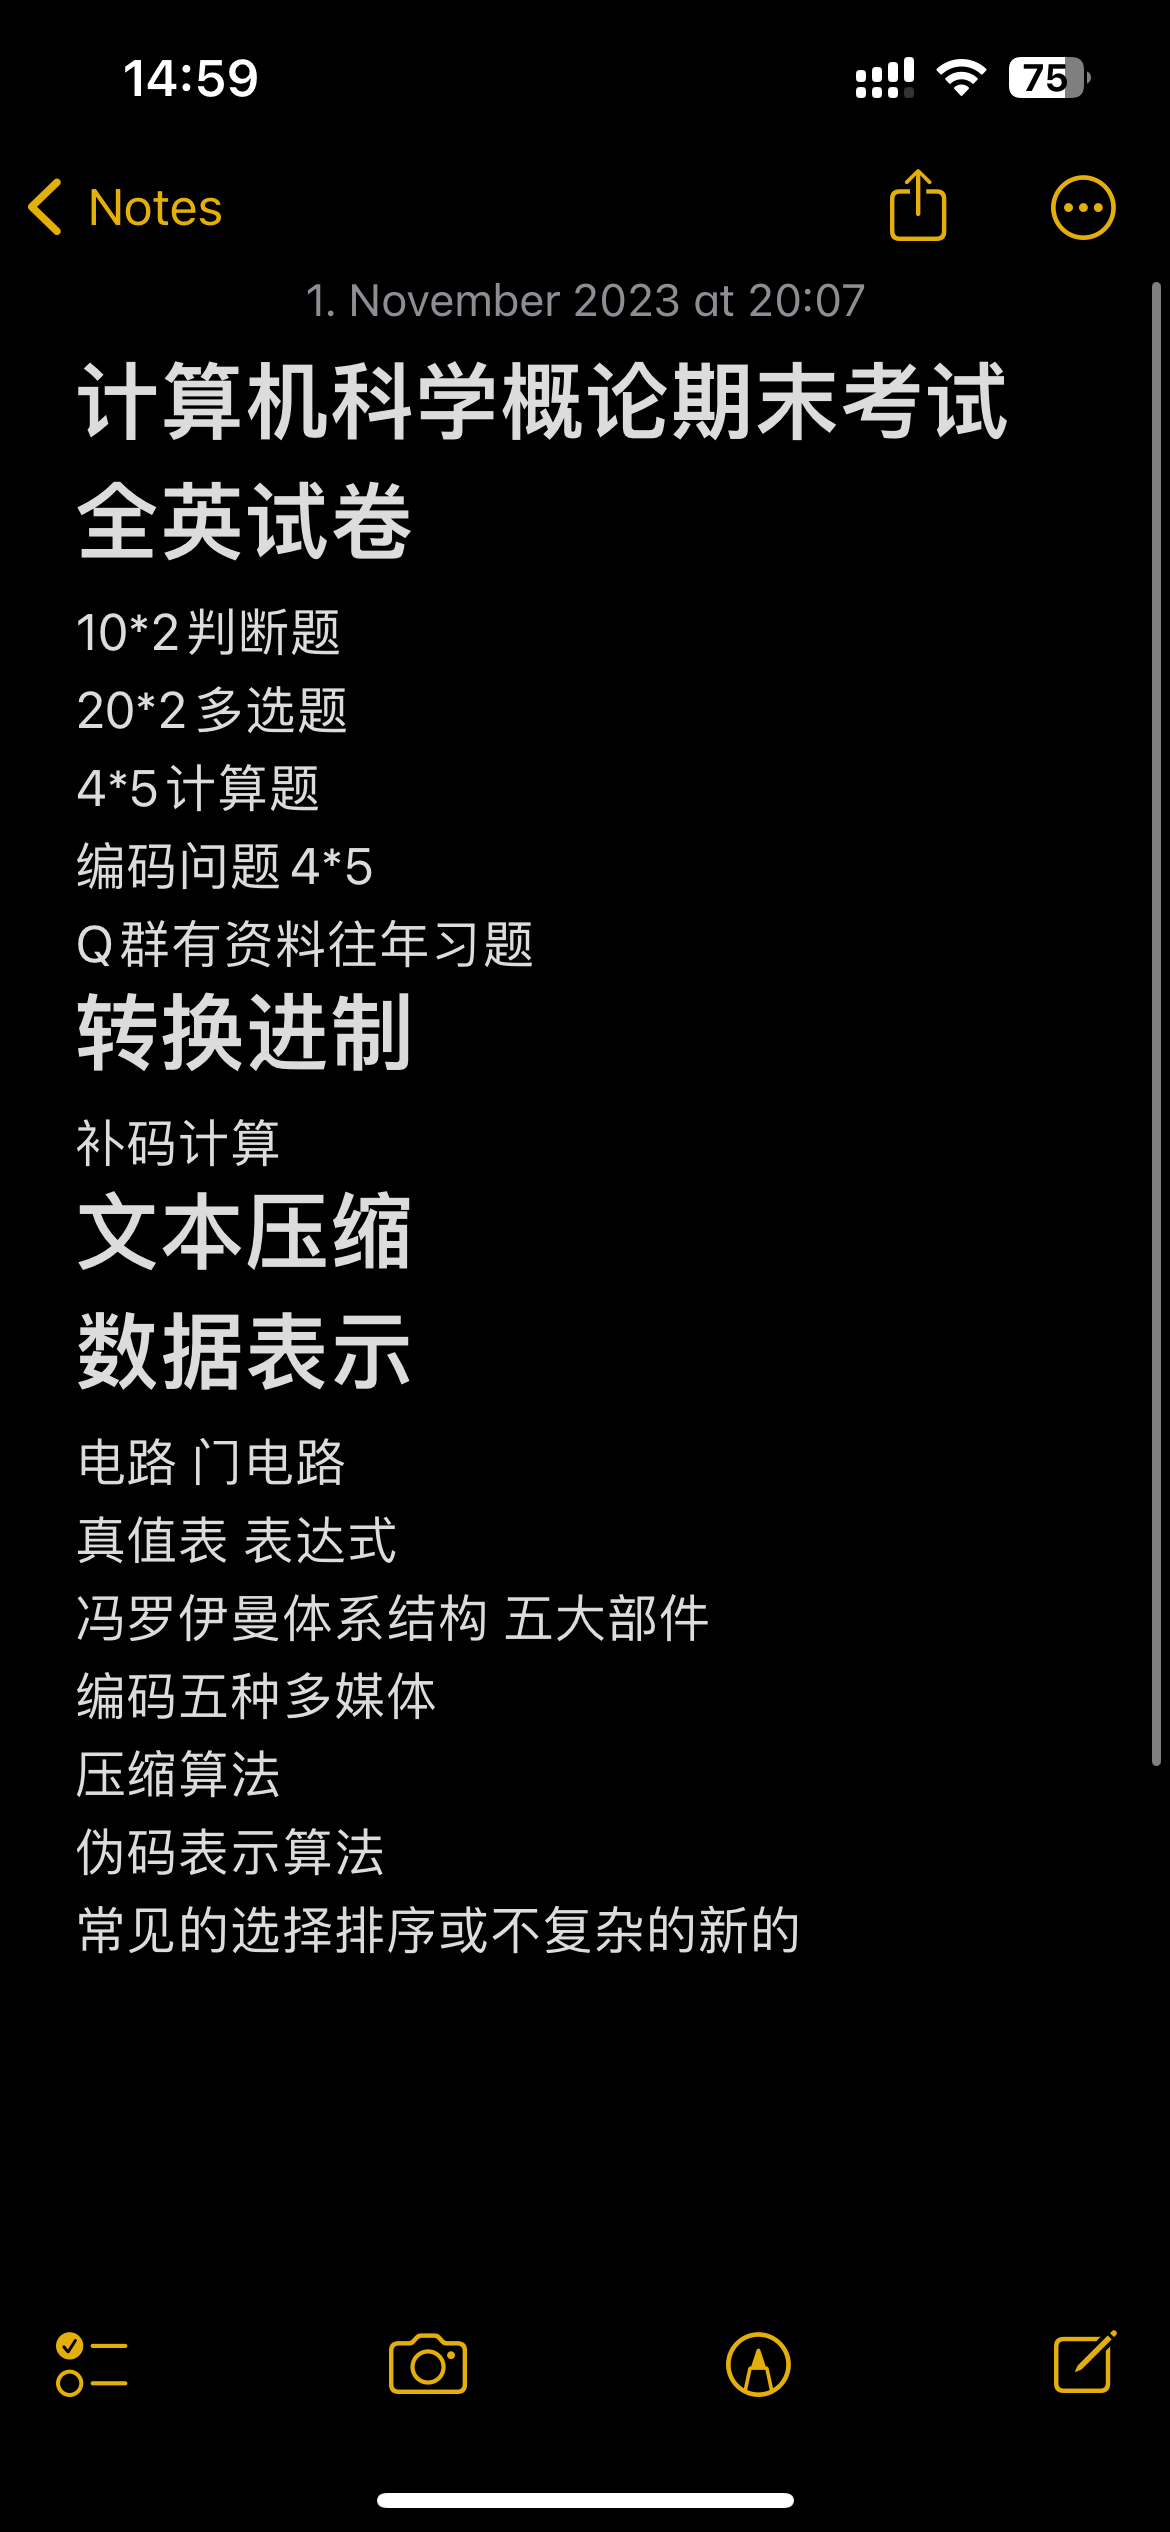 14:59
75
Notes
1. November 2023 at 20:07
计算机科学概论期末考试
全英试卷
10*2判断题
20*2多选题
4*5计算题
编码问题 4*5
Q群有资料往年习题
转换进制
补码计算
文本压缩
数据表示
电路 门电路
真值表 表达式
冯罗伊曼体系结构 五大部件
编码五种多媒体
压缩算法
伪码表示算法
常见的选择排序或不复杂的新的